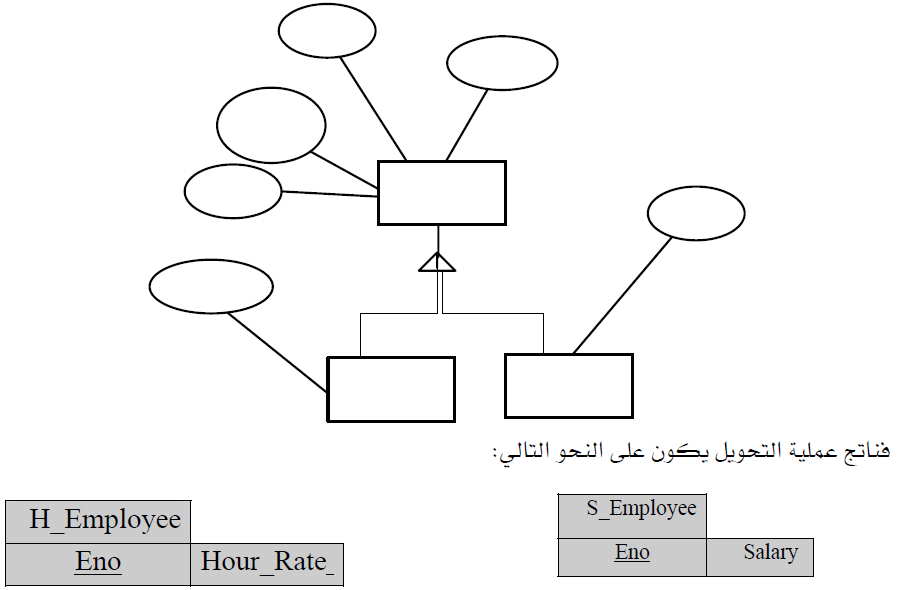 فناتج عملية التحويل يكون على النحو التالي:
H_Employee
Eno Hour_Rate_
S_Employee
Eno Salary